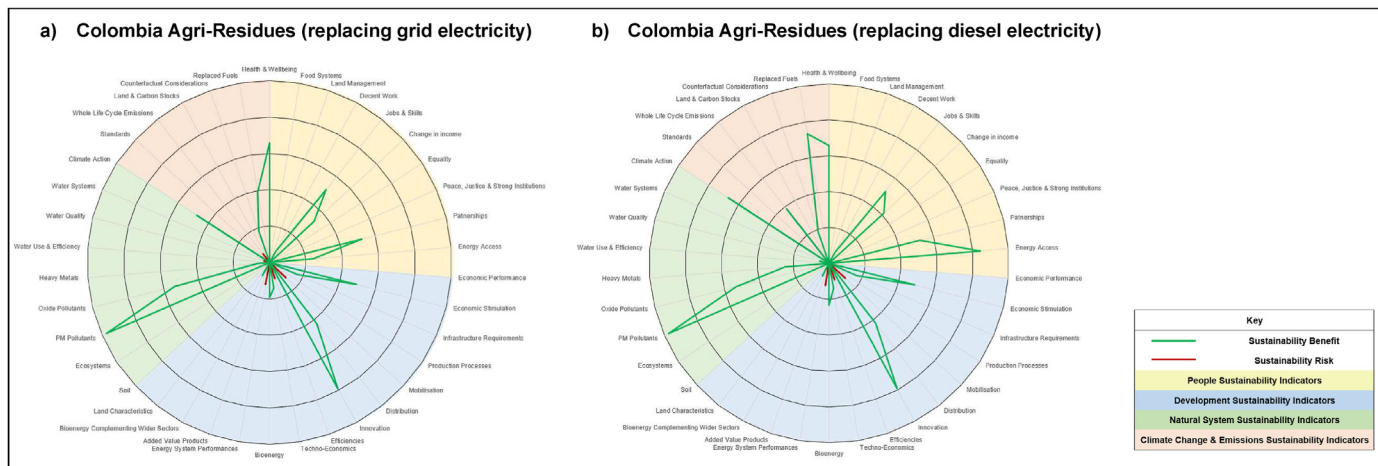 a) Colombia Agri-Residues (replacing grid electricity)
Health & Wellbeing
Food Systems
Land Management
Decent Work
Jobs & Skills
Change in income
Equality
Peace, Justice & Strong Institutions
Patnerships
Energy Access
Economic Performance
Economic Stimulation
Infrastructure Requirements
Production Processes
Mobilisation
Distribution
Innovation
Efficiencies
Techno-Economics
Bioenergy
Energy System Performances
Added Value Products
Bioenergy Complementing Wider Sectors
Land Characteristics
Soil
Ecosystems
PM Pollutants
Oxide Pollutants
Heavy Metals
Water Use & Efficiency
Water Quality
Water Systems
Climate Action
Standards
Whole Life Cycle Emissions
Land & Carbon Stocks
Counterfactual Considerations
Replaced Fuels
b) Colombia Agri-Residues (replacing diesel electricity)
Health & Wellbeing
Food Systems
Land Management
Decent Work
Jobs & Skills
Change in income
Equality
Peace, Justice & Strong Institutions
Patnerships
Energy Access
Economic Performance
Economic Stimulation
Infrastructure Requirements
Production Processes
Mobilisation
Distribution
Innovation
Efficiencies
Techno-Economics
Bioenergy
Energy System Performances
Added Value Products
Bioenergy Complementing Wider Sectors
Land Characteristics
Soil
Ecosystems
PM Pollutants
Oxide Pollutants
Heavy Metals
Water Use & Efficiency
Water Quality
Water Systems
Climate Action
Standards
Whole Life Cycle Emissions
Land & Carbon Stocks
Counterfactual Considerations
Replaced Fuels
Key
Sustainability Benefit
Sustainability Risk
People Sustainability Indicators
Development Sustainability Indicators
Natural System Sustainability Indicators
Climate Change & Emissions Sustainability Indicators